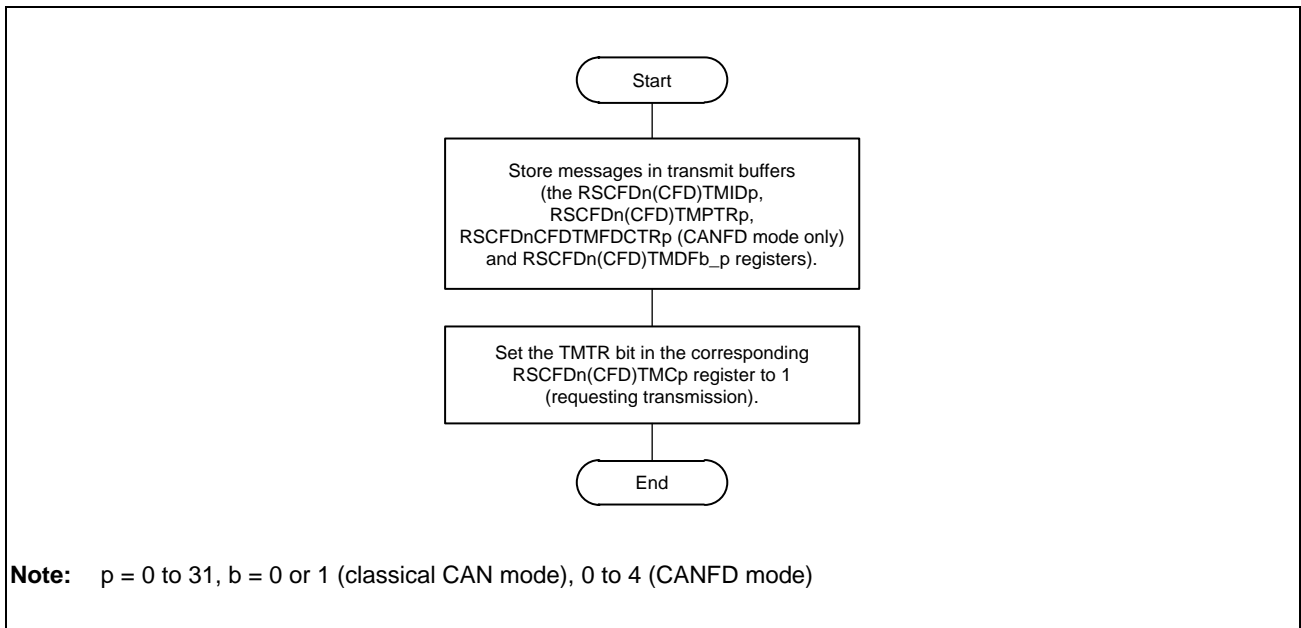 Start
Store messages in transmit buffers
(the RSCFDn(CFD)TMIDp,
RSCFDn(CFD)TMPTRp,
RSCFDnCFDTMFDCTRp (CANFD mode only)
and RSCFDn(CFD)TMDFb_p registers).
Set the TMTR bit in the corresponding
RSCFDn(CFD)TMCp register to 1
(requesting transmission).
End
Note: p = 0 to 31, b = 0 or 1 (classical CAN mode), 0 to 4 (CANFD mode)